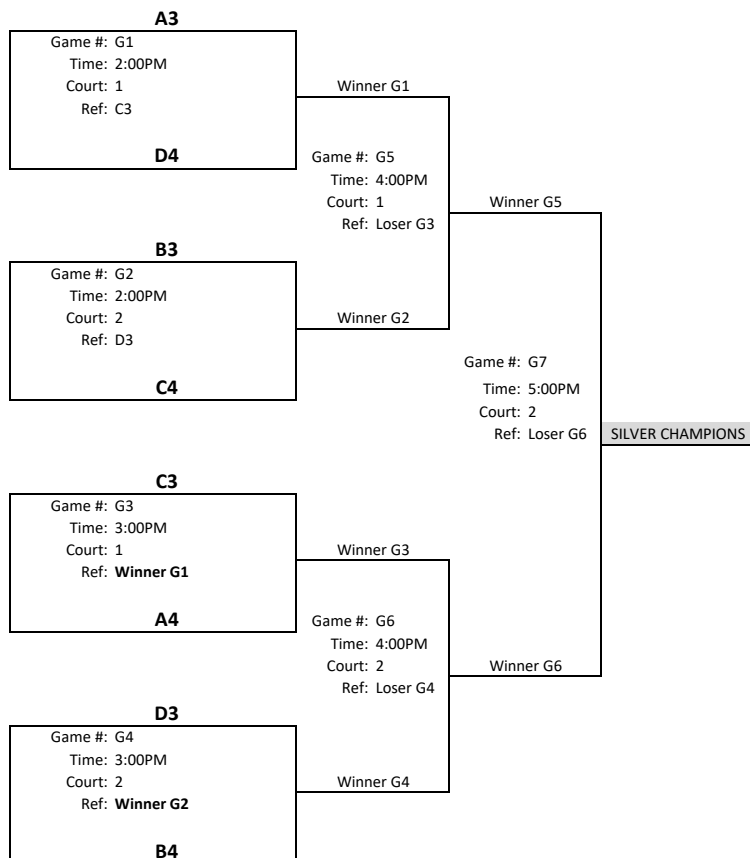 A3
Game #: G1
Time: 2:00PM
Court: 1
Ref: C3
Winner G1
D4
Game #: G5
Time: 4:00PM
Court: 1
Ref: Loser G3
Winner G5
B3
Game #: G2
Time: 2:00PM
Court: 2
Ref: D3
Winner G2
C4
Game #: G7
Time: 5:00PM
Court: 2
Ref: Loser G6
SILVER CHAMPIONS
C3
Game #: G3
Time: 3:00PM
Court: 1
Ref: Winner G1
Winner G3
A4
Game #: G6
Time: 4:00PM
Court: 2
Ref: Loser G4
Winner G6
D3
Game #: G4
Time: 3:00PM
Court: 2
Ref: Winner G2
Winner G4
B4